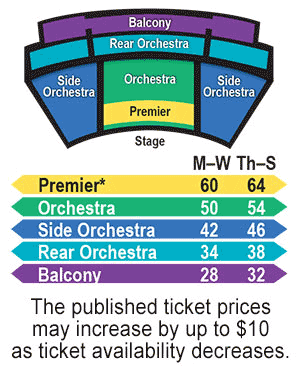 Balcony
Rear Orchestra
Side
Orchestra
Orchestra
Side
Orchestra
Premier
Stage
M–W Th–S
Premier* 60 64
Orchestra 50 54
Side Orchestra 42 46
Rear Orchestra 34 38
Balcony 28 32
The published ticket prices
may increase by up to $10
as ticket availability decreases.